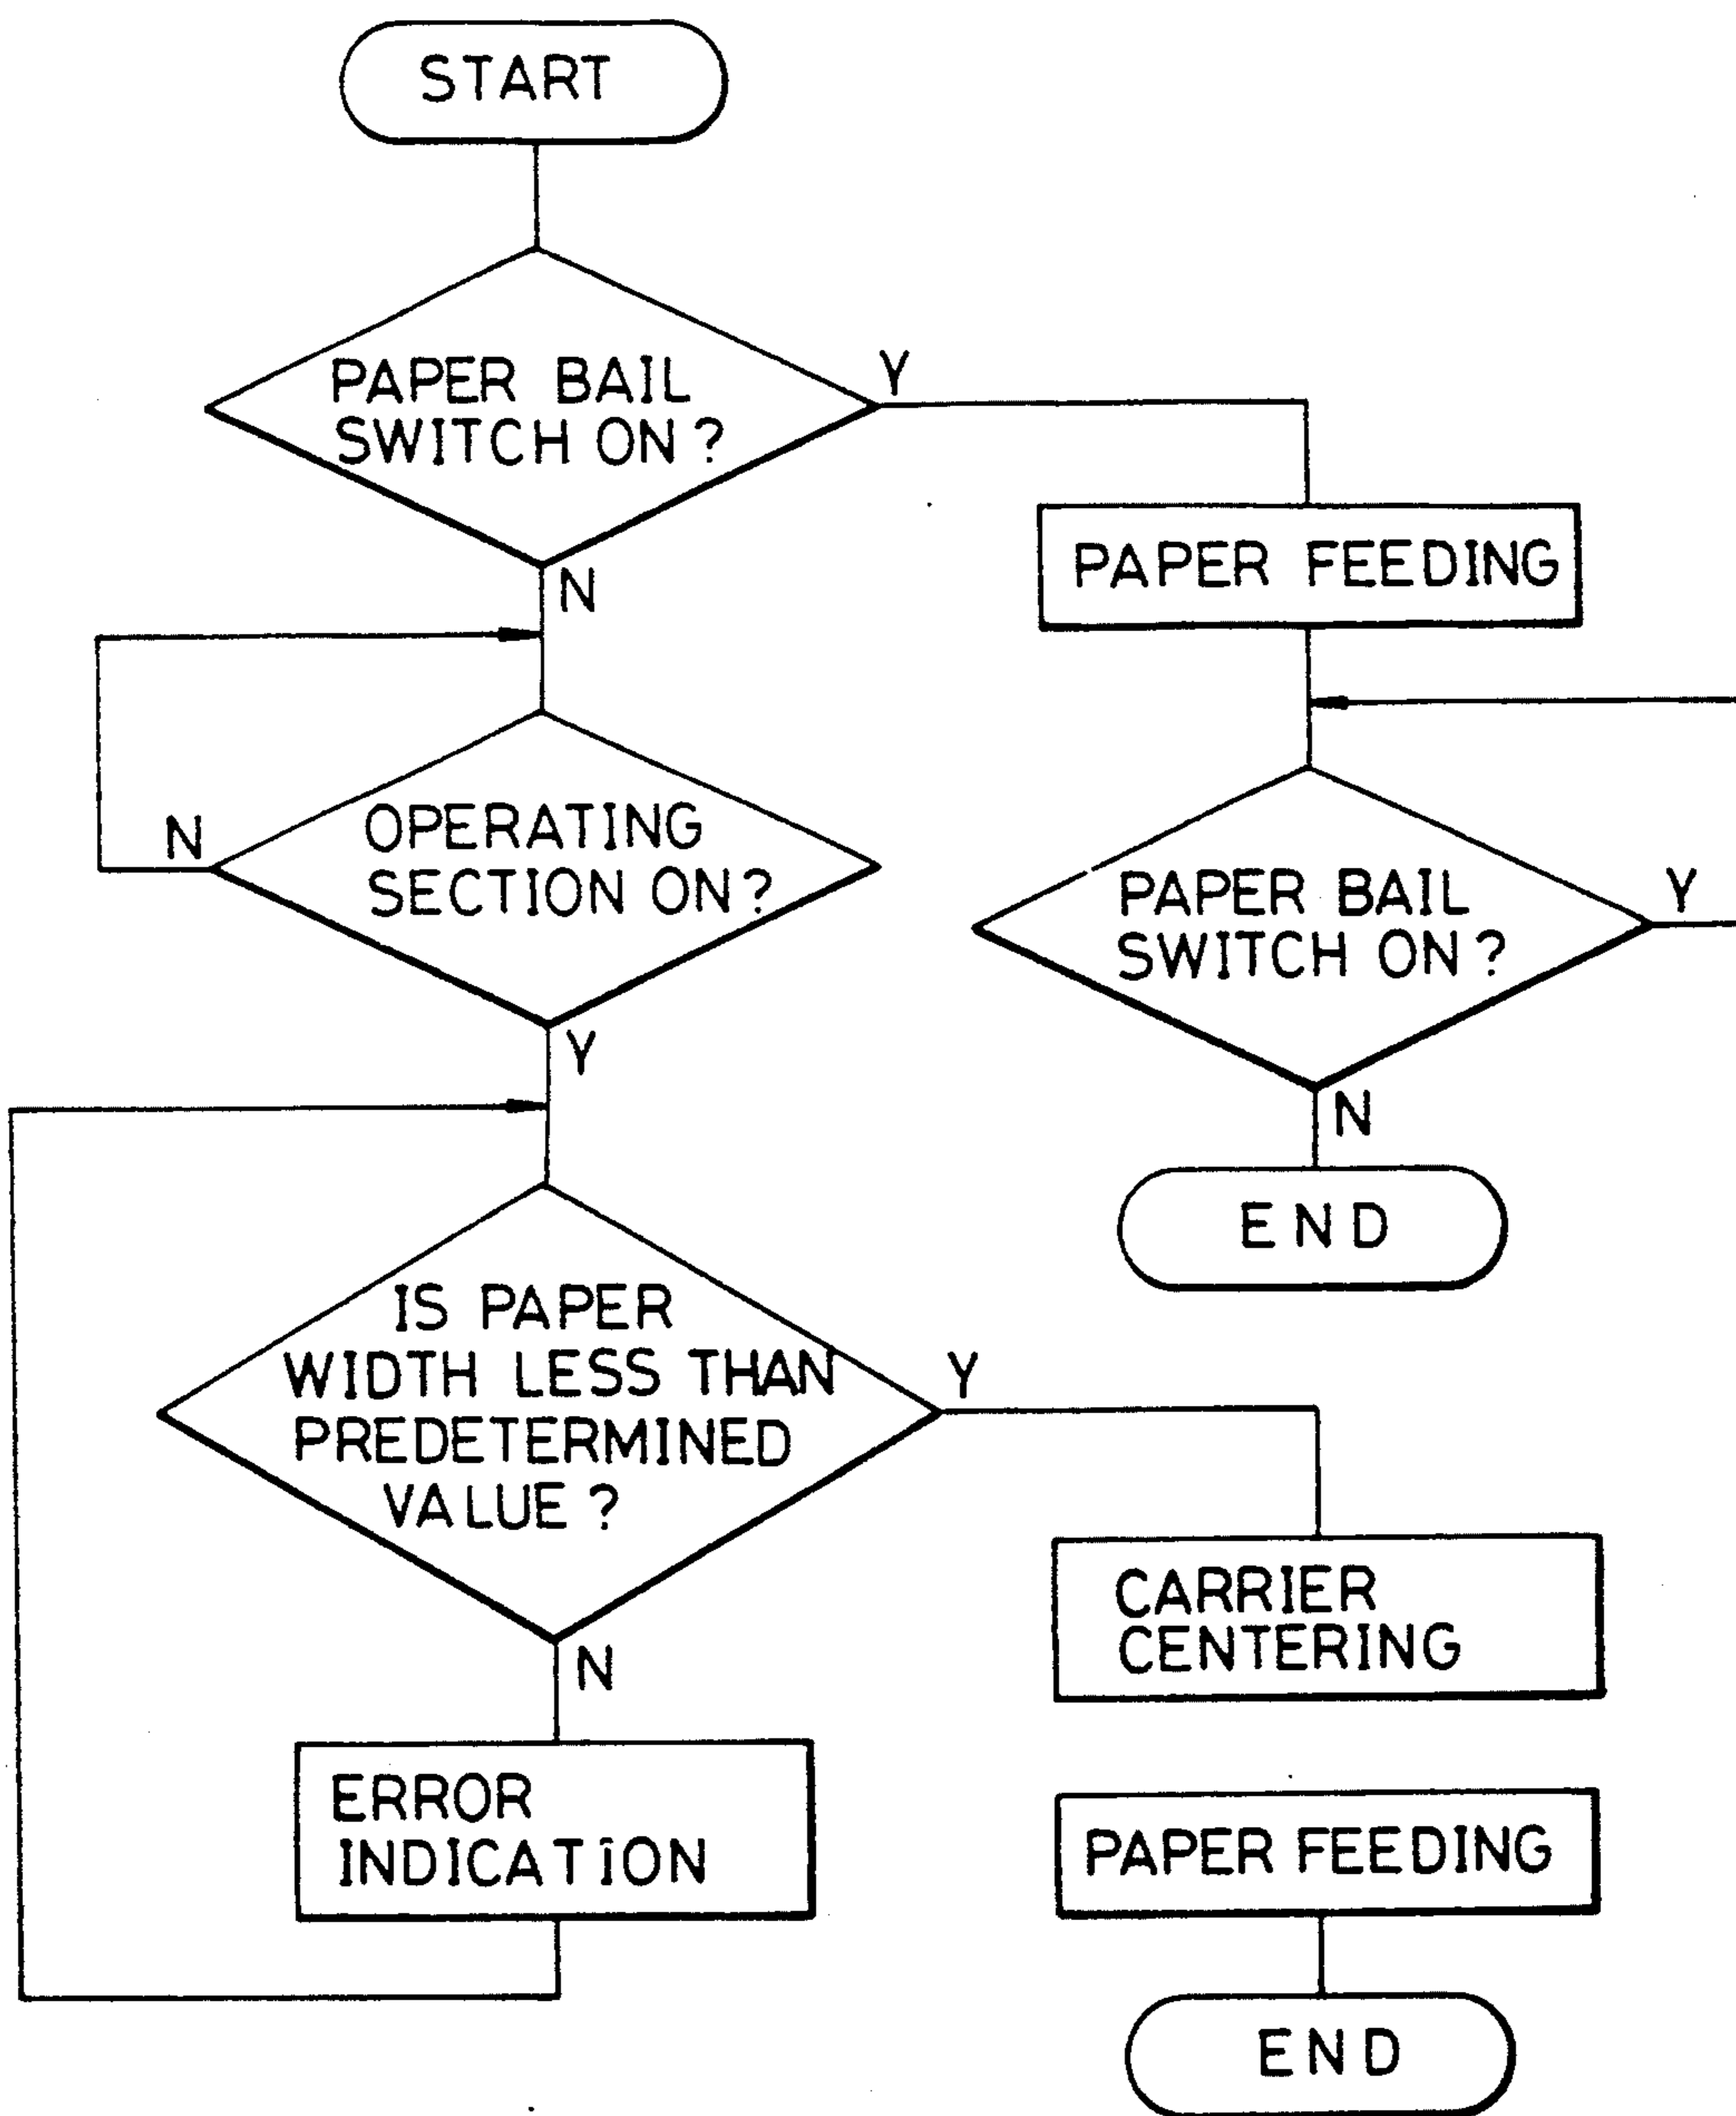 START
PAPER BAIL
SWITCH ON?
Y
N
PAPER FEEDING
OPERATING
SECTION ON?
N
Y
PAPER BAIL
SWITCH ON?
Y
N
END
IS PAPER
WIDTH LESS THAN
PREDETERMINED
VALUE?
Y
N
CARRIER
CENTERING
ERROR
INDICATION
PAPER FEEDING
END